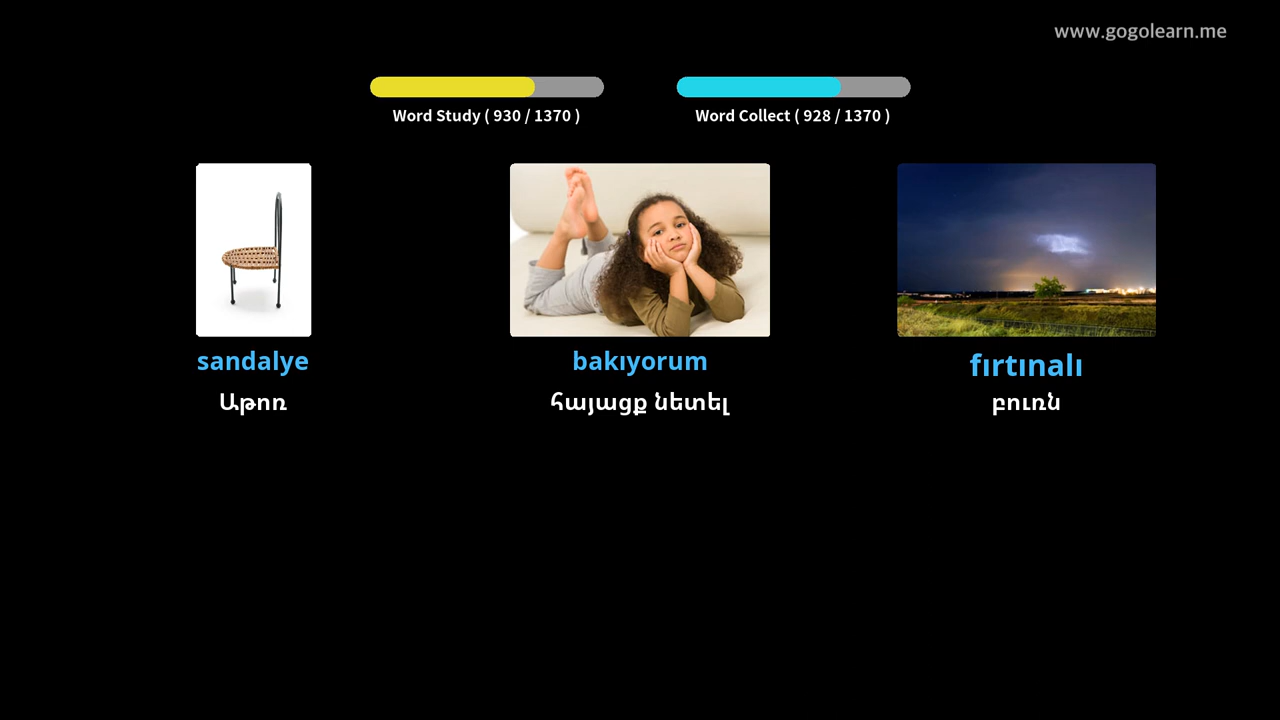 www.gogolearn.me
Word Study ( 930 / 1370 )
Word Collect ( 928 / 1370 )
sandalye
bakıyorum
fırtınalı
Աթոռ
հայացք նետել
բուռն